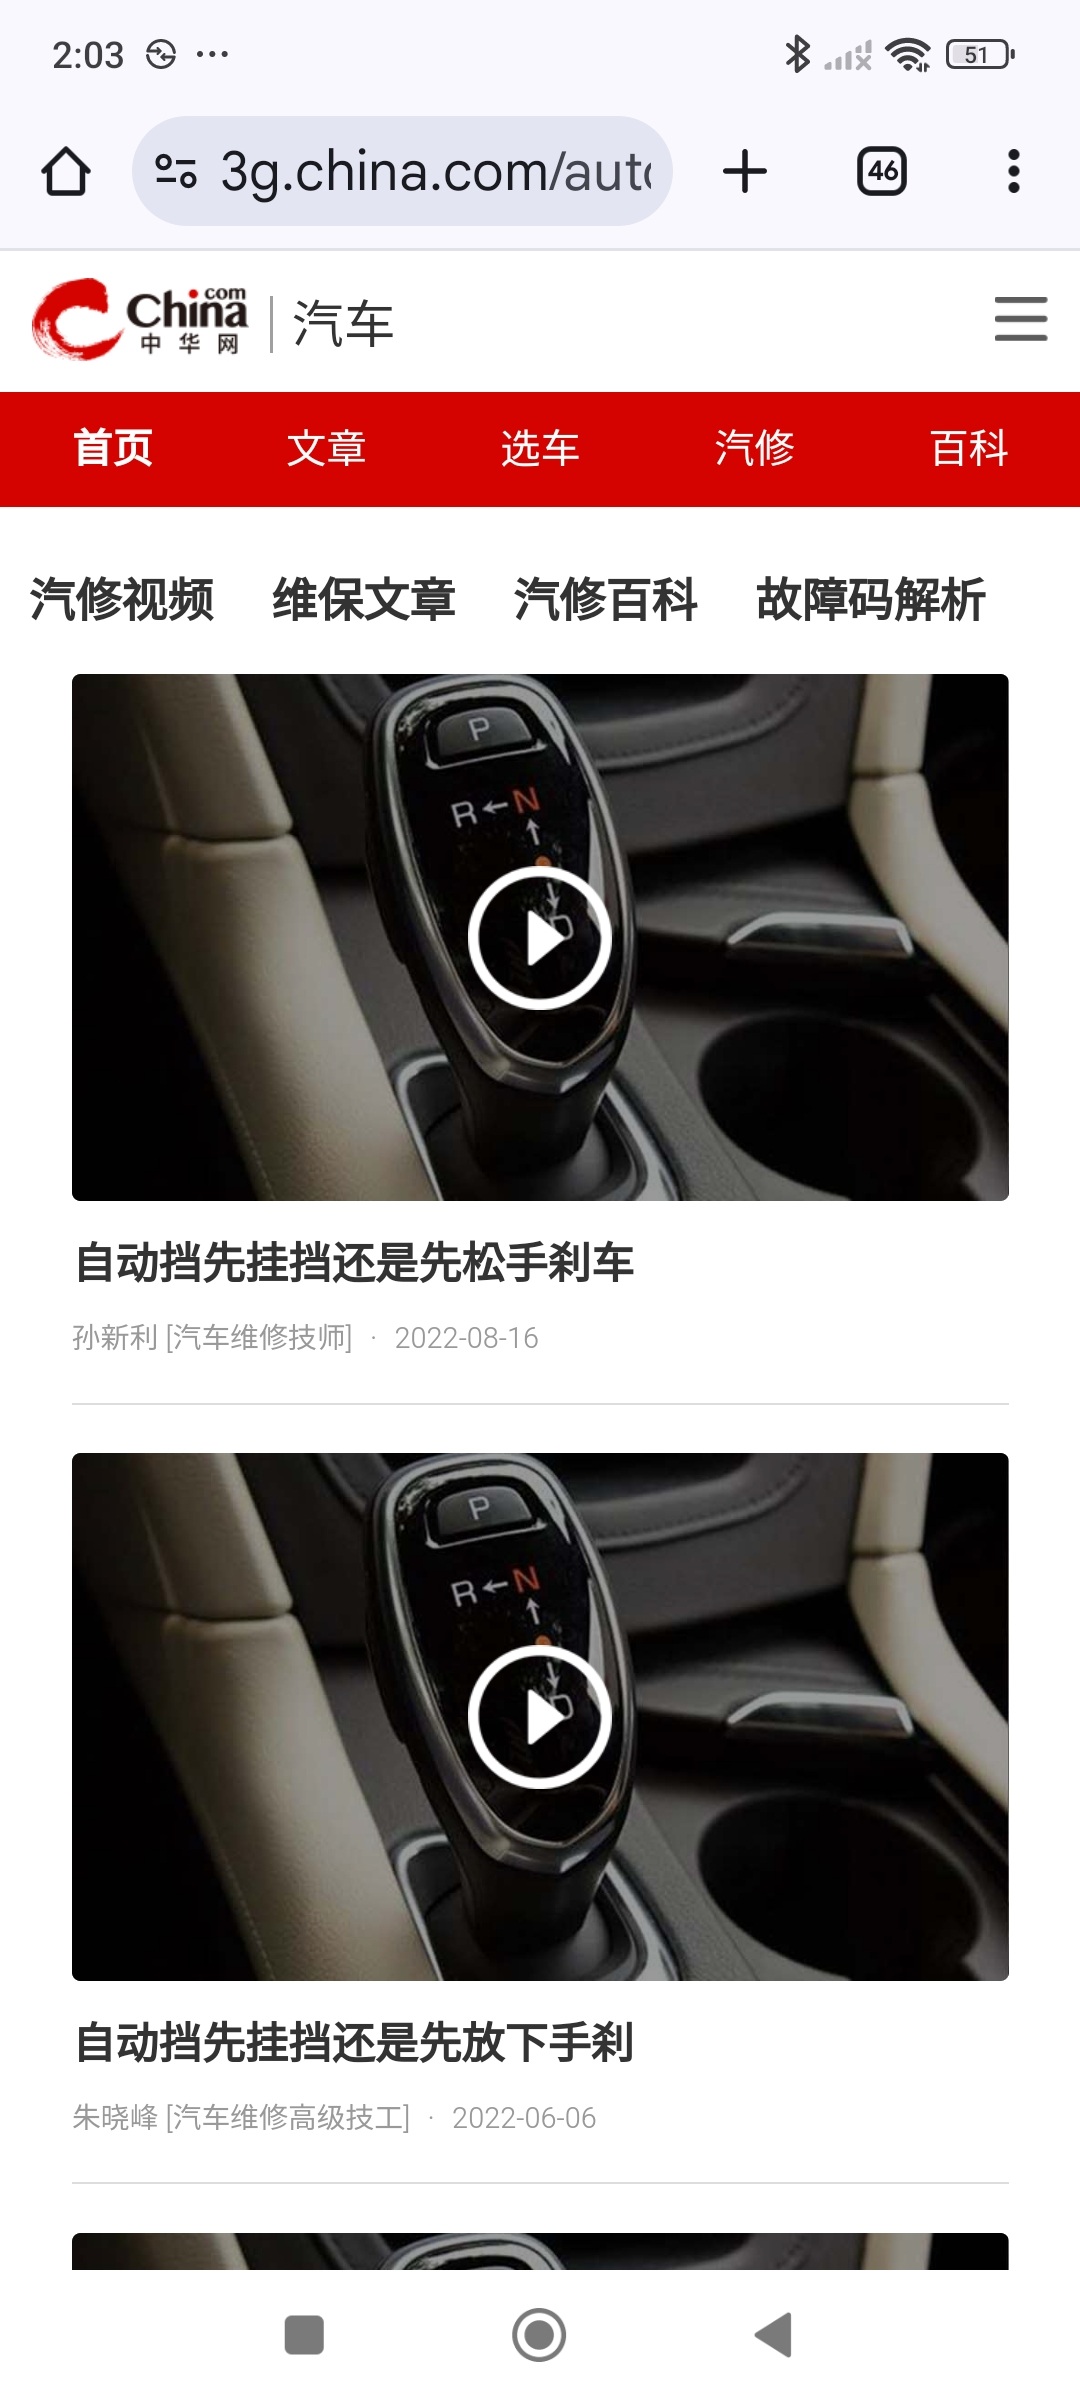 2:03 ... 51
3g.china.com/auto 46
China.com 中华网 | 汽车
首页 文章 选车 汽修 百科
汽修视频 维保文章 汽修百科 故障码解析
P
R←N
自动挡先挂挡还是先松手刹车
孙新利 [汽车维修技师] · 2022-08-16
P
R←N
自动挡先挂挡还是先放下手刹
朱晓峰 [汽车维修高级技工] · 2022-06-06